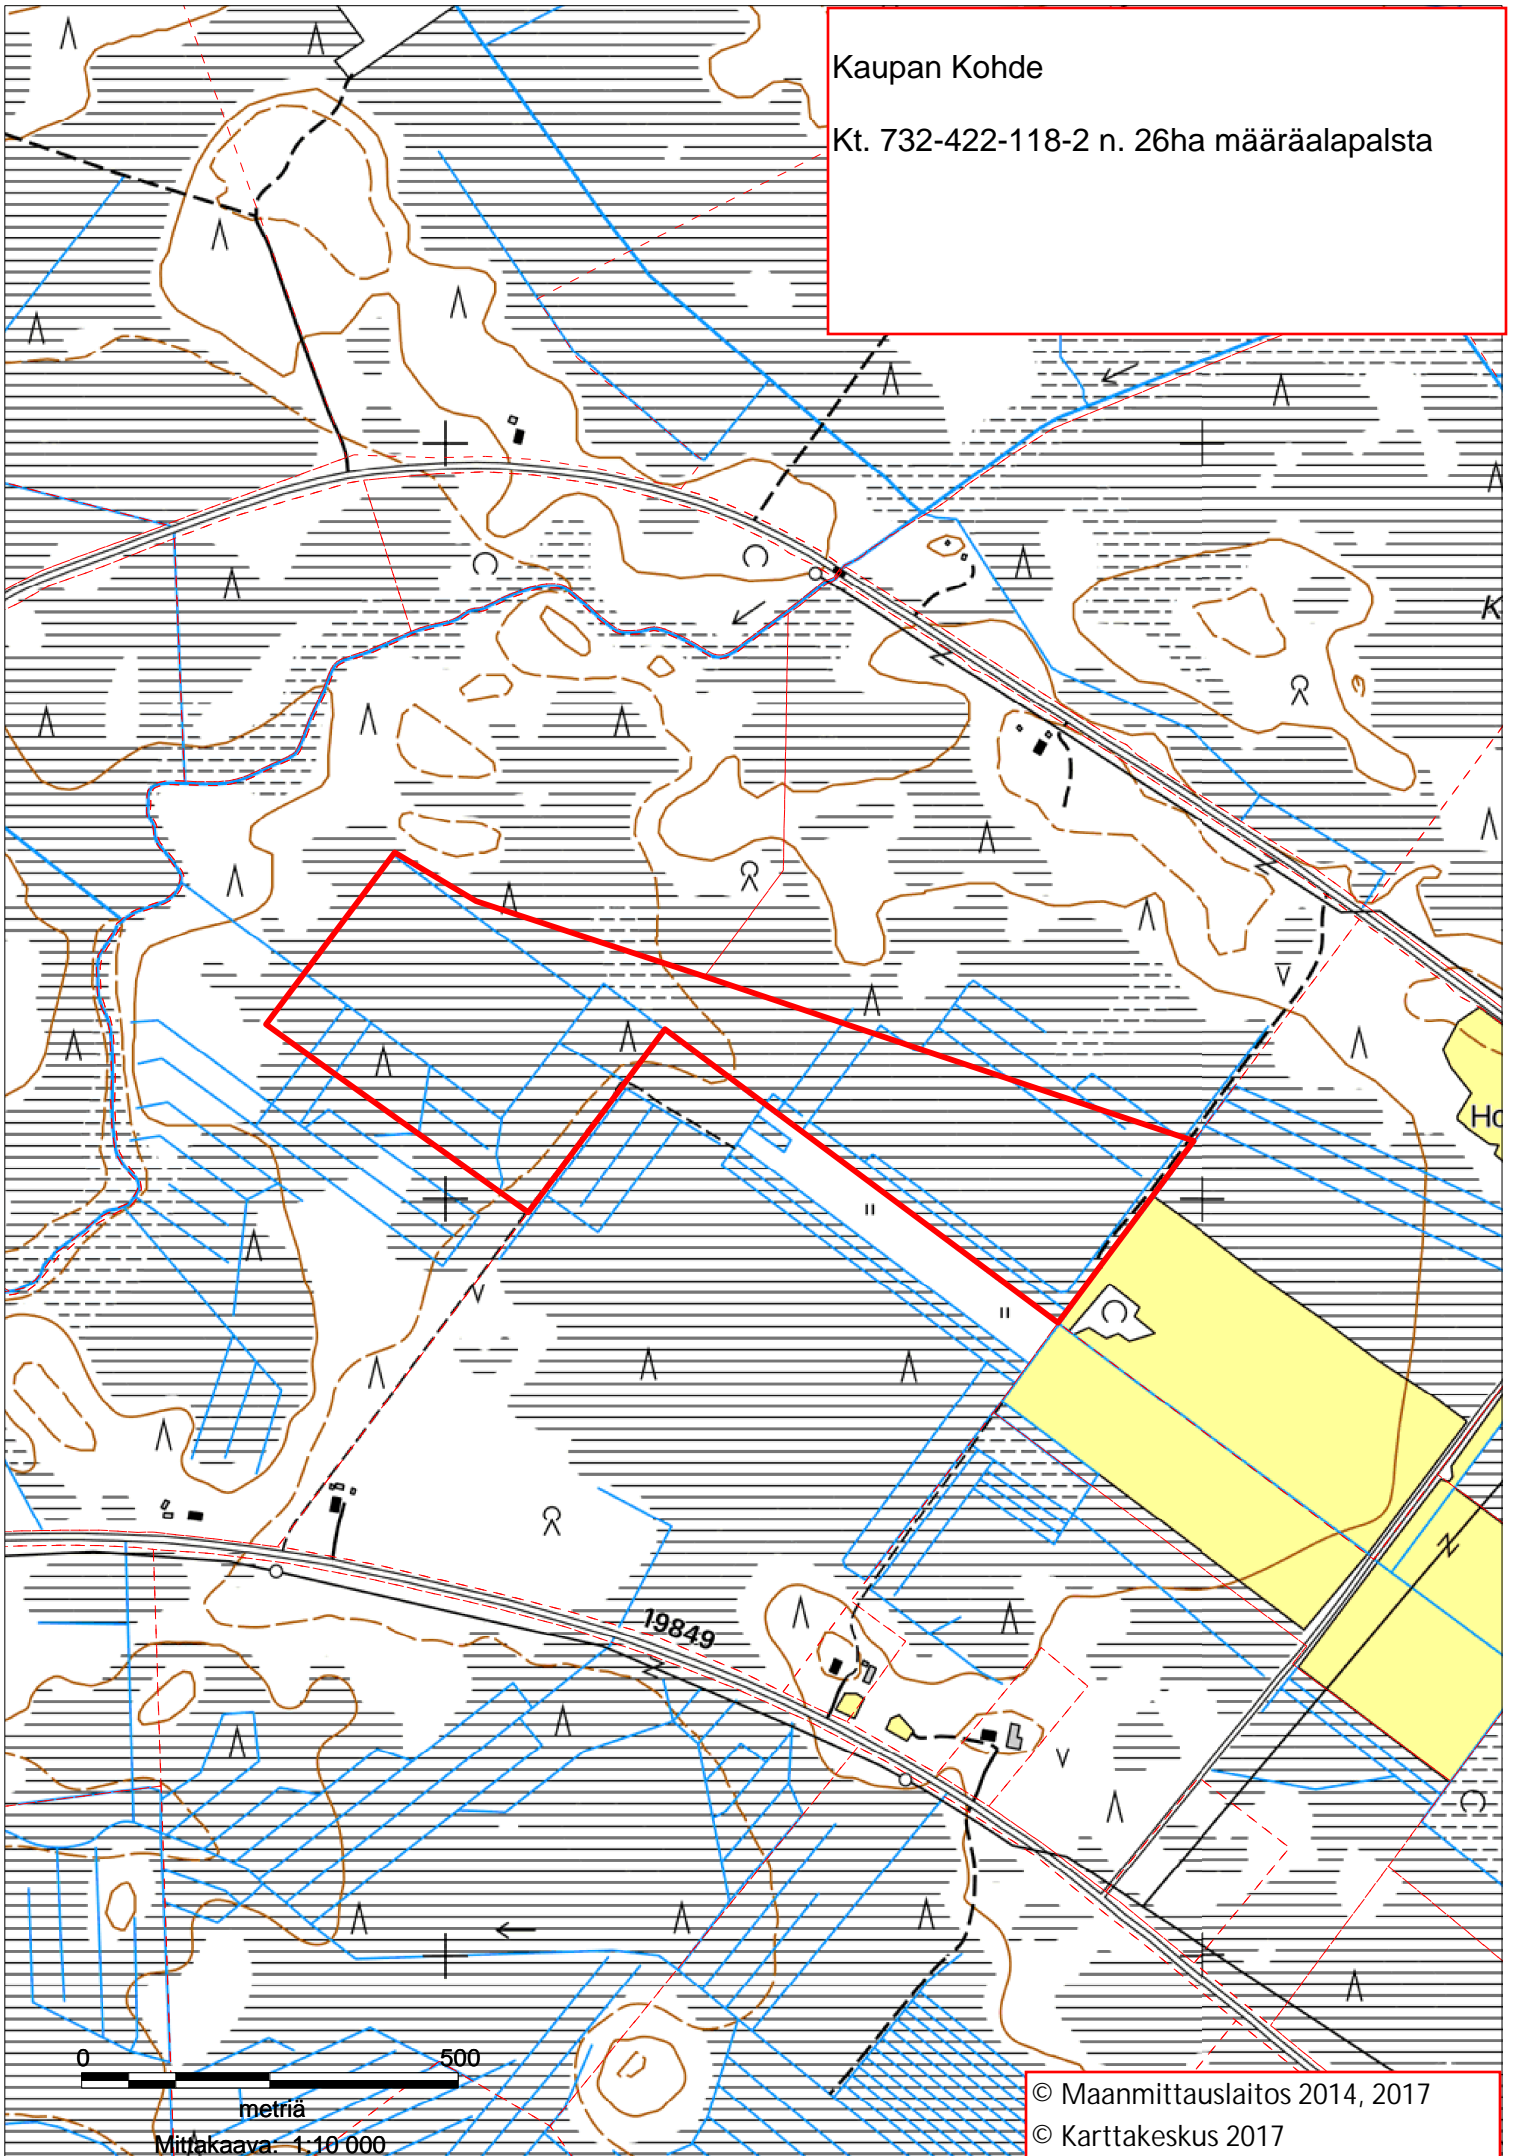 Kaupan Kohde
Kt. 732-422-118-2 n. 26ha määräalapalsta
K
Ho
19849
0 500
metriä
Mittakaava: 1:10 000
© Maanmittauslaitos 2014, 2017
© Karttakeskus 2017